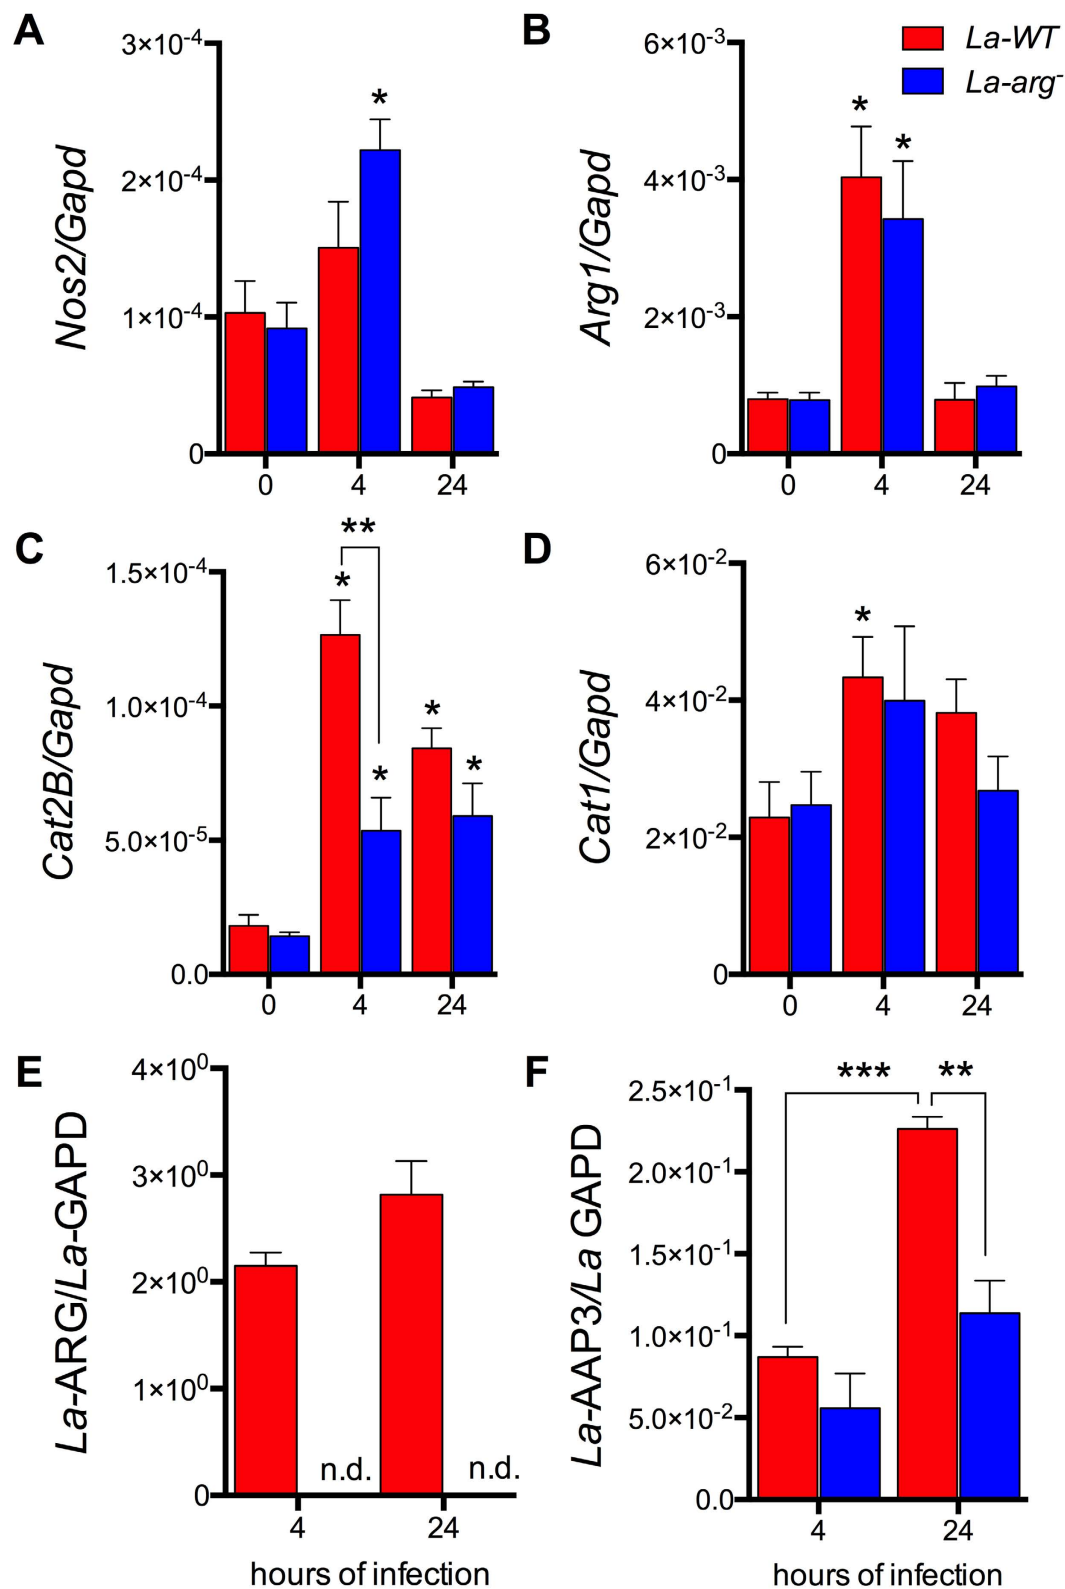 A
Nos2/Gapd
3×10⁻⁴
2×10⁻⁴
1×10⁻⁴
0
*
0 4 24
B
Arg1/Gapd
6×10⁻³
4×10⁻³
2×10⁻³
0
* *
0 4 24
La-WT
La-arg⁻
C
Cat2B/Gapd
1.5×10⁻⁴
1.0×10⁻⁴
5.0×10⁻⁵
0.0
**
* * * *
0 4 24
D
Cat1/Gapd
6×10⁻²
4×10⁻²
2×10⁻²
0
*
0 4 24
E
La-ARG/La-GAPD
4×10⁰
3×10⁰
2×10⁰
1×10⁰
0
n.d. n.d.
4 24
hours of infection
F
La-AAP3/La GAPD
2.5×10⁻¹
2.0×10⁻¹
1.5×10⁻¹
1.0×10⁻¹
5.0×10⁻²
0.0
*** **
4 24
hours of infection